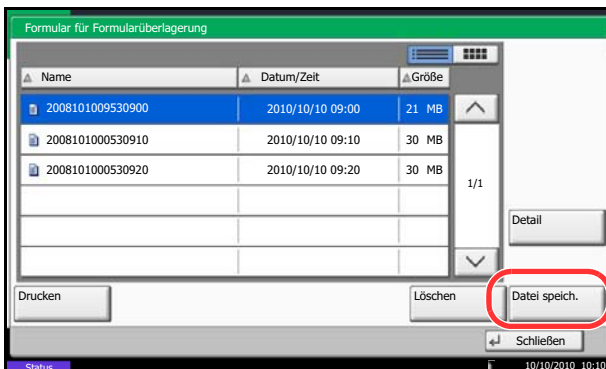 Formular für Formularüberlagerung
Name Datum/Zeit Größe
2008101009530900 2010/10/10 09:00 21 MB
2008101000530910 2010/10/10 09:10 30 MB
2008101000530920 2010/10/10 09:20 30 MB
1/1
Detail
Drucken Löschen Datei speich.
Schließen
Status 10/10/2010 10:10